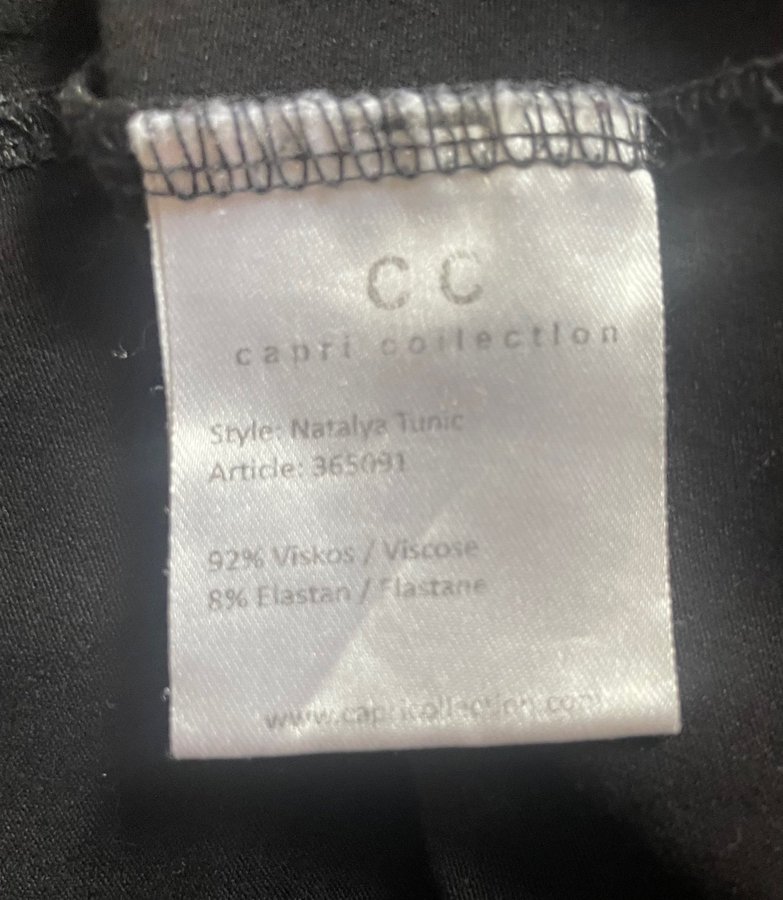 CC
capri collection
Style: Natalya Tunic
Article: 365091
92% Viskos / Viscose
8% Elastan / Elastane
www.capricollection.com